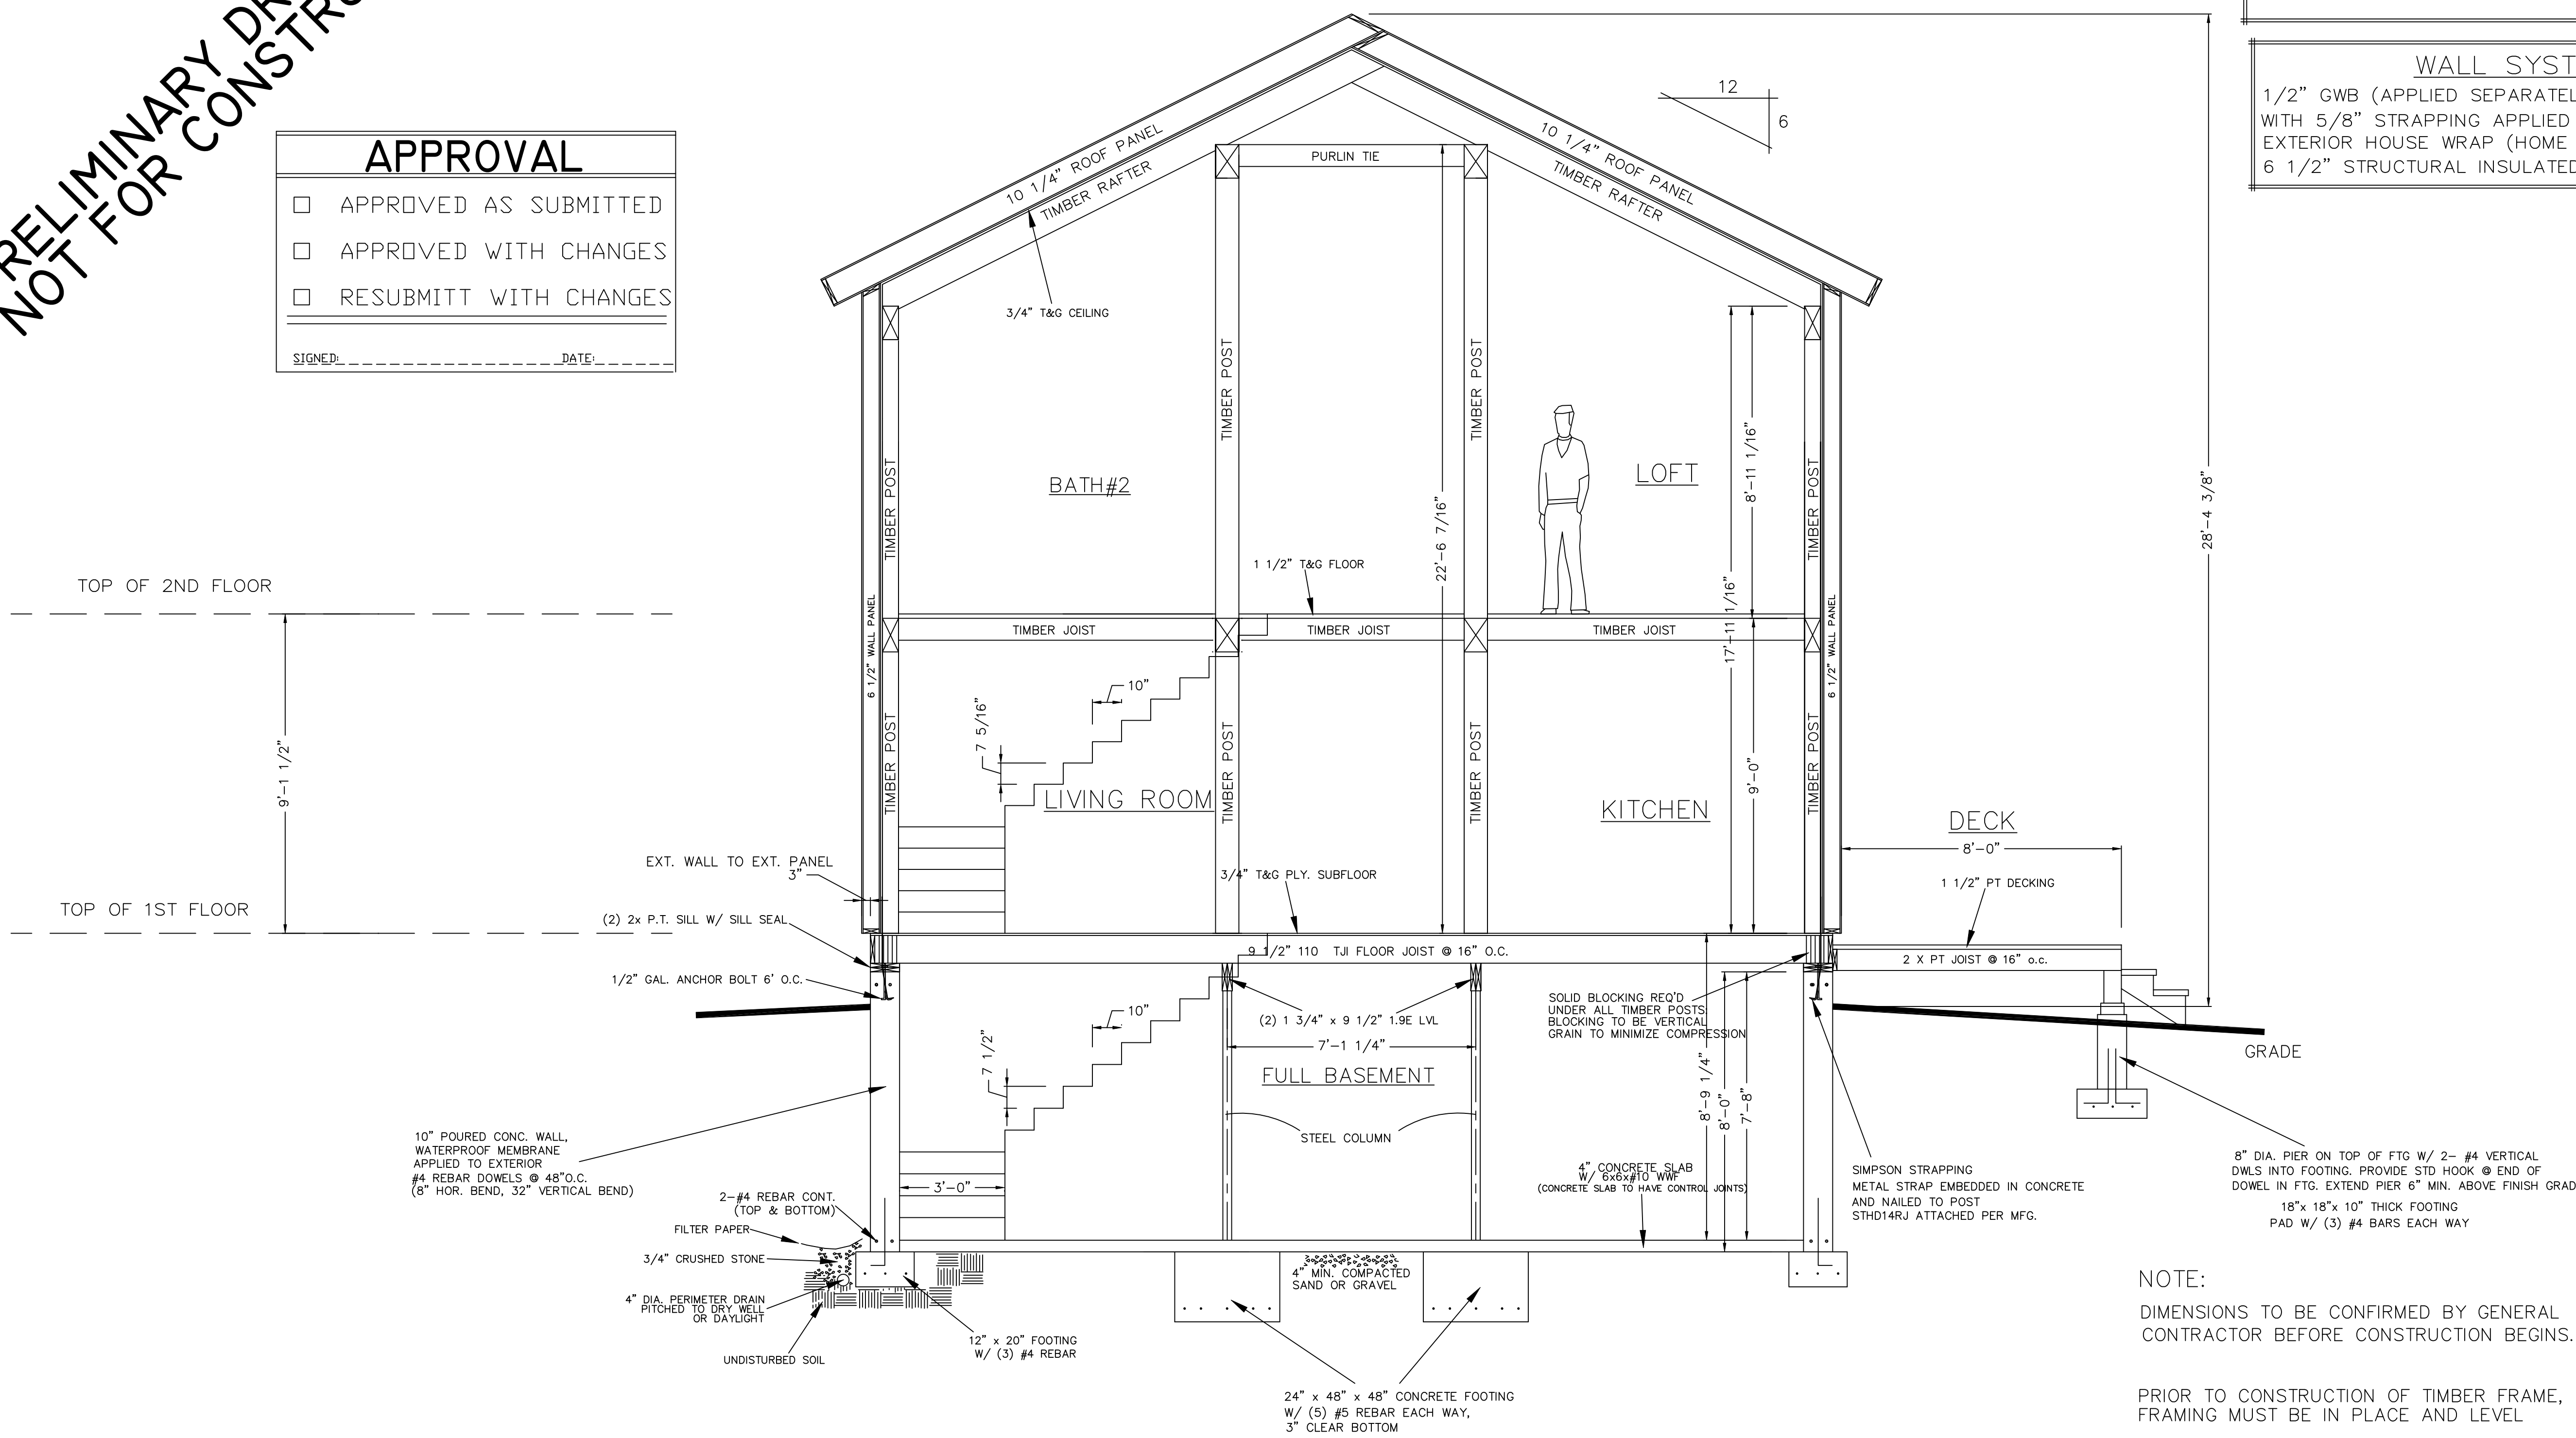 PRELIMINARY
NOT FOR
APPROVAL
APPROVED AS SUBMITTED
APPROVED WITH CHANGES
RESUBMITT WITH CHANGES
SIGNED:
DATE:
WALL
1/2" GWB (APPLIED
WITH 5/8" STRAPPING APPLIED
EXTERIOR HOUSE WRAP (HOME
6 1/2" STRUCTURAL
12
6
10 1/4" ROOF PANEL
TIMBER RAFTER
10 1/4" ROOF PANEL
TIMBER RAFTER
PURLIN TIE
3/4" T&G CEILING
TIMBER POST
TIMBER POST
TIMBER POST
TIMBER POST
BATH#2
LOFT
22'-6 7/16"
17'-11 1/16"
8'-11 1/16"
28'-4 3/8"
1 1/2" T&G FLOOR
TOP OF 2ND FLOOR
TIMBER JOIST
TIMBER JOIST
TIMBER JOIST
6 1/2" WALL PANEL
6 1/2" WALL PANEL
10"
7 5/16"
9'-1 1/2"
TIMBER POST
TIMBER POST
TIMBER POST
TIMBER POST
9'-0"
LIVING ROOM
KITCHEN
DECK
8'-0"
EXT. WALL TO EXT. PANEL
3"
3/4" T&G PLY. SUBFLOOR
1 1/2" PT DECKING
TOP OF 1ST FLOOR
(2) 2x P.T. SILL W/ SILL SEAL
9 1/2" 110 TJI FLOOR JOIST @ 16" O.C.
2 X PT JOIST @ 16" o.c.
1/2" GAL. ANCHOR BOLT 6' O.C.
SOLID BLOCKING REQ'D
UNDER ALL TIMBER POSTS
BLOCKING TO BE VERTICAL
GRAIN TO MINIMIZE COMPRESSION
10"
(2) 1 3/4" x 9 1/2" 1.9E LVL
7 1/2"
7'-1 1/4"
FULL BASEMENT
GRADE
8'-9 1/4"
8'-0"
7'-8"
STEEL COLUMN
10" POURED CONC. WALL,
WATERPROOF MEMBRANE
APPLIED TO EXTERIOR
#4 REBAR DOWELS @ 48"O.C.
(8" HOR. BEND, 32" VERTICAL BEND)
4" CONCRETE SLAB
W/ 6x6x#10 WWF
(CONCRETE SLAB TO HAVE CONTROL JOINTS)
SIMPSON STRAPPING
METAL STRAP EMBEDDED IN CONCRETE
AND NAILED TO POST
STHD14RJ ATTACHED PER MFG.
8" DIA. PIER ON TOP OF FTG W/ 2- #4 VERTICAL
DWLS INTO FOOTING. PROVIDE STD HOOK @ END OF
DOWEL IN FTG. EXTEND PIER 6" MIN. ABOVE FINISH
18"x 18"x 10" THICK FOOTING
PAD W/ (3) #4 BARS EACH WAY
3'-0"
2-#4 REBAR CONT.
(TOP & BOTTOM)
FILTER PAPER
3/4" CRUSHED STONE
4" DIA. PERIMETER DRAIN
PITCHED TO DRY WELL
OR DAYLIGHT
UNDISTURBED SOIL
12" x 20" FOOTING
W/ (3) #4 REBAR
4" MIN. COMPACTED
SAND OR GRAVEL
24" x 48" x 48" CONCRETE FOOTING
W/ (5) #5 REBAR EACH WAY,
3" CLEAR BOTTOM
NOTE:
DIMENSIONS TO BE CONFIRMED BY GENERAL
CONTRACTOR BEFORE CONSTRUCTION BEGINS.
PRIOR TO CONSTRUCTION OF TIMBER FRAME,
FRAMING MUST BE IN PLACE AND LEVEL